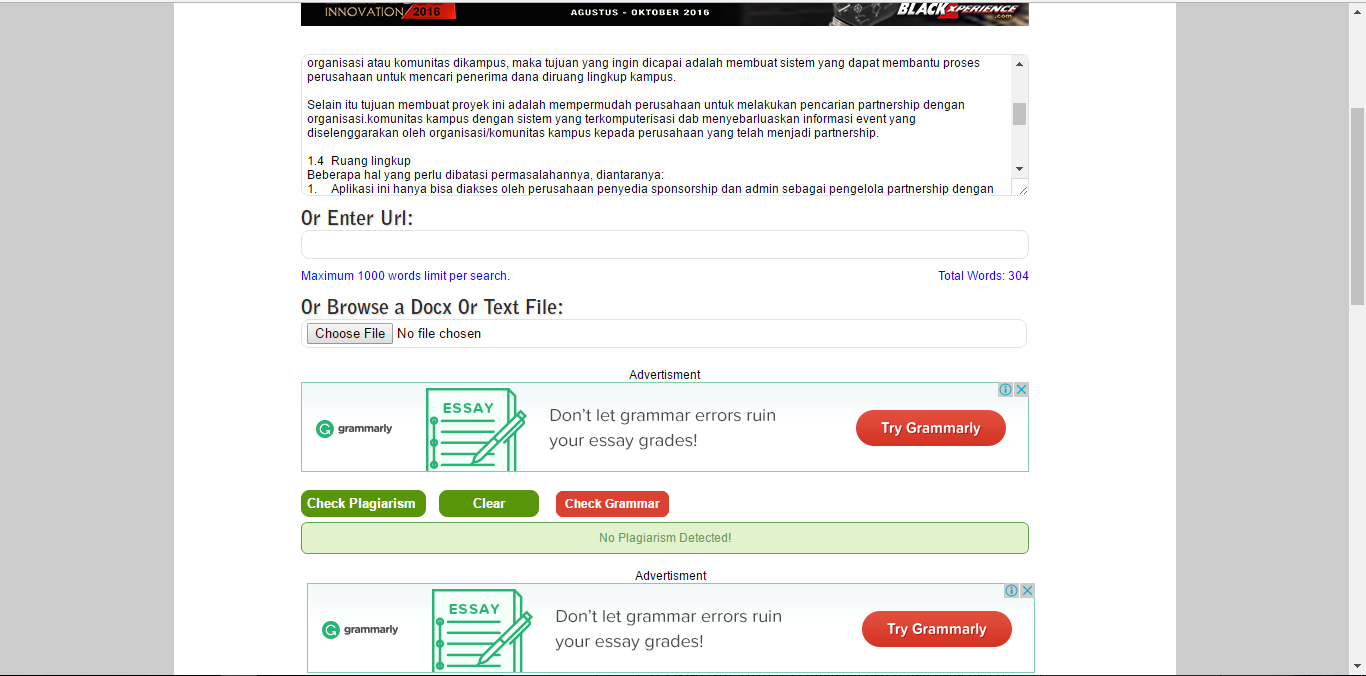 INNOVATION 2016
AGUSTUS - OKTOBER 2016
BLACKXPERIENCE
.com
organisasi atau komunitas dikampus, maka tujuan yang ingin dicapai adalah membuat sistem yang dapat membantu proses
perusahaan untuk mencari penerima dana diruang lingkup kampus.
Selain itu tujuan membuat proyek ini adalah mempermudah perusahaan untuk melakukan pencarian partnership dengan
organisasi.komunitas kampus dengan sistem yang terkomputerisasi dab menyebarluaskan informasi event yang
diselenggarakan oleh organisasi/komunitas kampus kepada perusahaan yang telah menjadi partnership.
1.4 Ruang lingkup
Beberapa hal yang perlu dibatasi permasalahannya, diantaranya:
1. Aplikasi ini hanya bisa diakses oleh perusahaan penyedia sponsorship dan admin sebagai pengelola partnership dengan
Or Enter Url:
Maximum 1000 words limit per search.
Total Words: 304
Or Browse a Docx Or Text File:
Choose File No file chosen
Advertisment
grammarly
ESSAY
Don't let grammar errors ruin
your essay grades!
Try Grammarly
Check Plagiarism
Clear
Check Grammar
No Plagiarism Detected!
Advertisment
grammarly
ESSAY
Don't let grammar errors ruin
your essay grades!
Try Grammarly